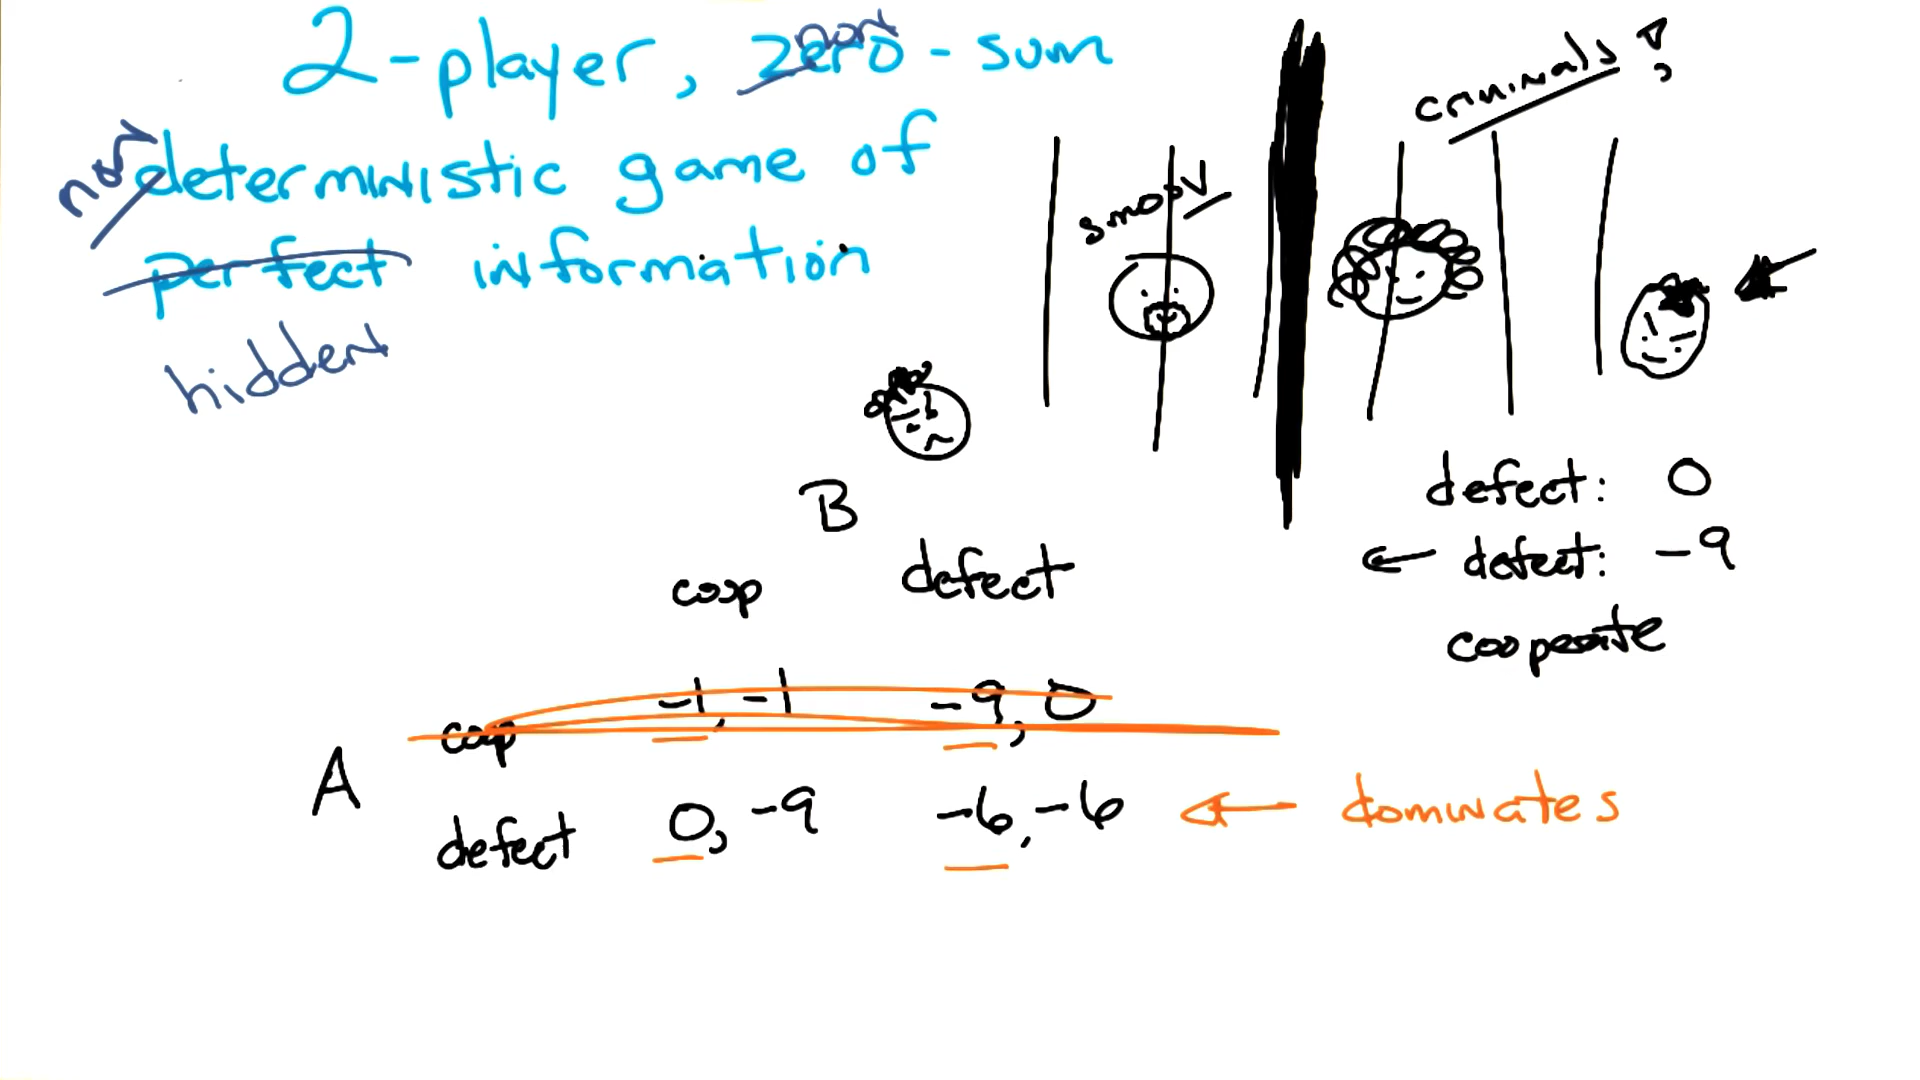 2-player, zero-sum
non
non
deterministic game of
perfect information
hidden
criminals!
smoov
B
coop defect
defect: 0
← defect: -9
cooperate
coop -1, -1 -9, 0
A
defect 0, -9 -6, -6 ← dominates